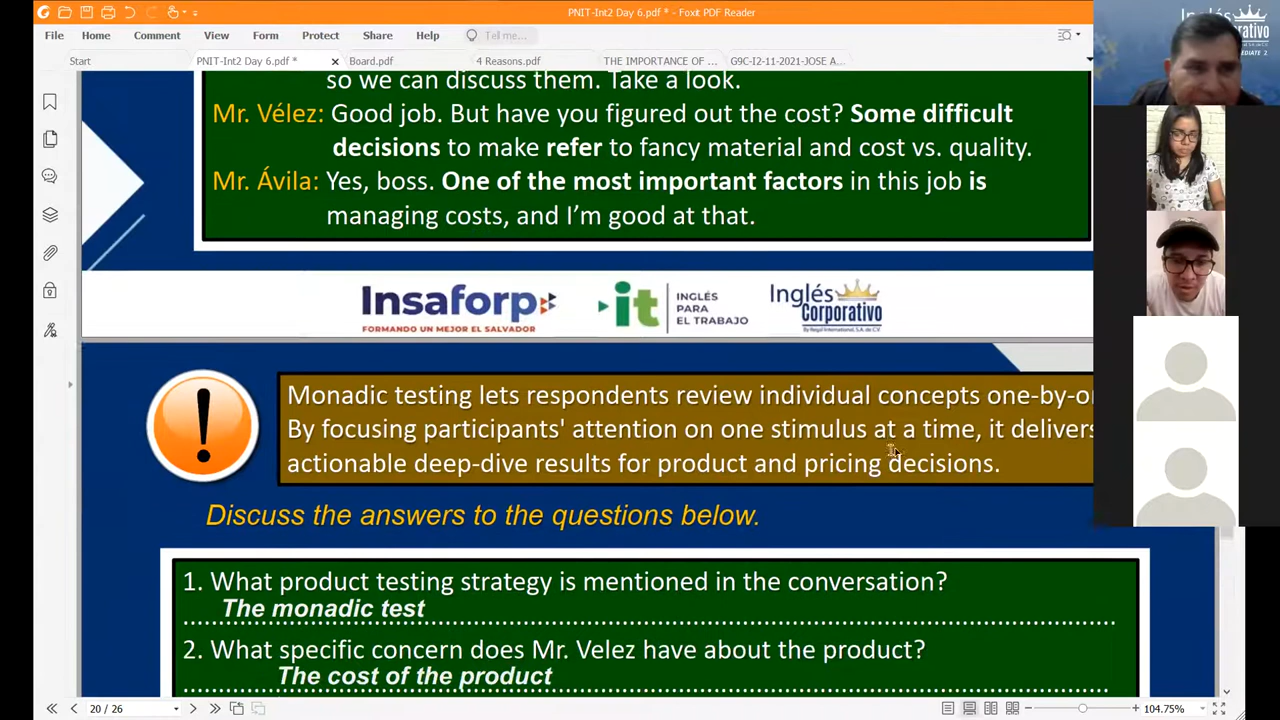 PNIT-Int2 Day 6.pdf * - Foxit PDF Reader
File Home Comment View Form Protect Share Help Tell me...
Start PNIT-Int2 Day 6.pdf * Board.pdf 4 Reasons.pdf THE IMPORTANCE OF ... G9C-I2-11-2021-JOSE A...
so we can discuss them. Take a look.
Mr. Vélez: Good job. But have you figured out the cost? Some difficult
decisions to make refer to fancy material and cost vs. quality.
Mr. Ávila: Yes, boss. One of the most important factors in this job is
managing costs, and I'm good at that.
Insaforp
FORMANDO UN MEJOR EL SALVADOR
it
INGLÉS
PARA
EL TRABAJO
Inglés
Corporativo
By Regal International, S.A. de C.V.
Monadic testing lets respondents review individual concepts one-by-on
By focusing participants' attention on one stimulus at a time, it delivers
actionable deep-dive results for product and pricing decisions.
Discuss the answers to the questions below.
1. What product testing strategy is mentioned in the conversation?
The monadic test
2. What specific concern does Mr. Velez have about the product?
The cost of the product
20 / 26
104.75%
Inglés
Corporativo